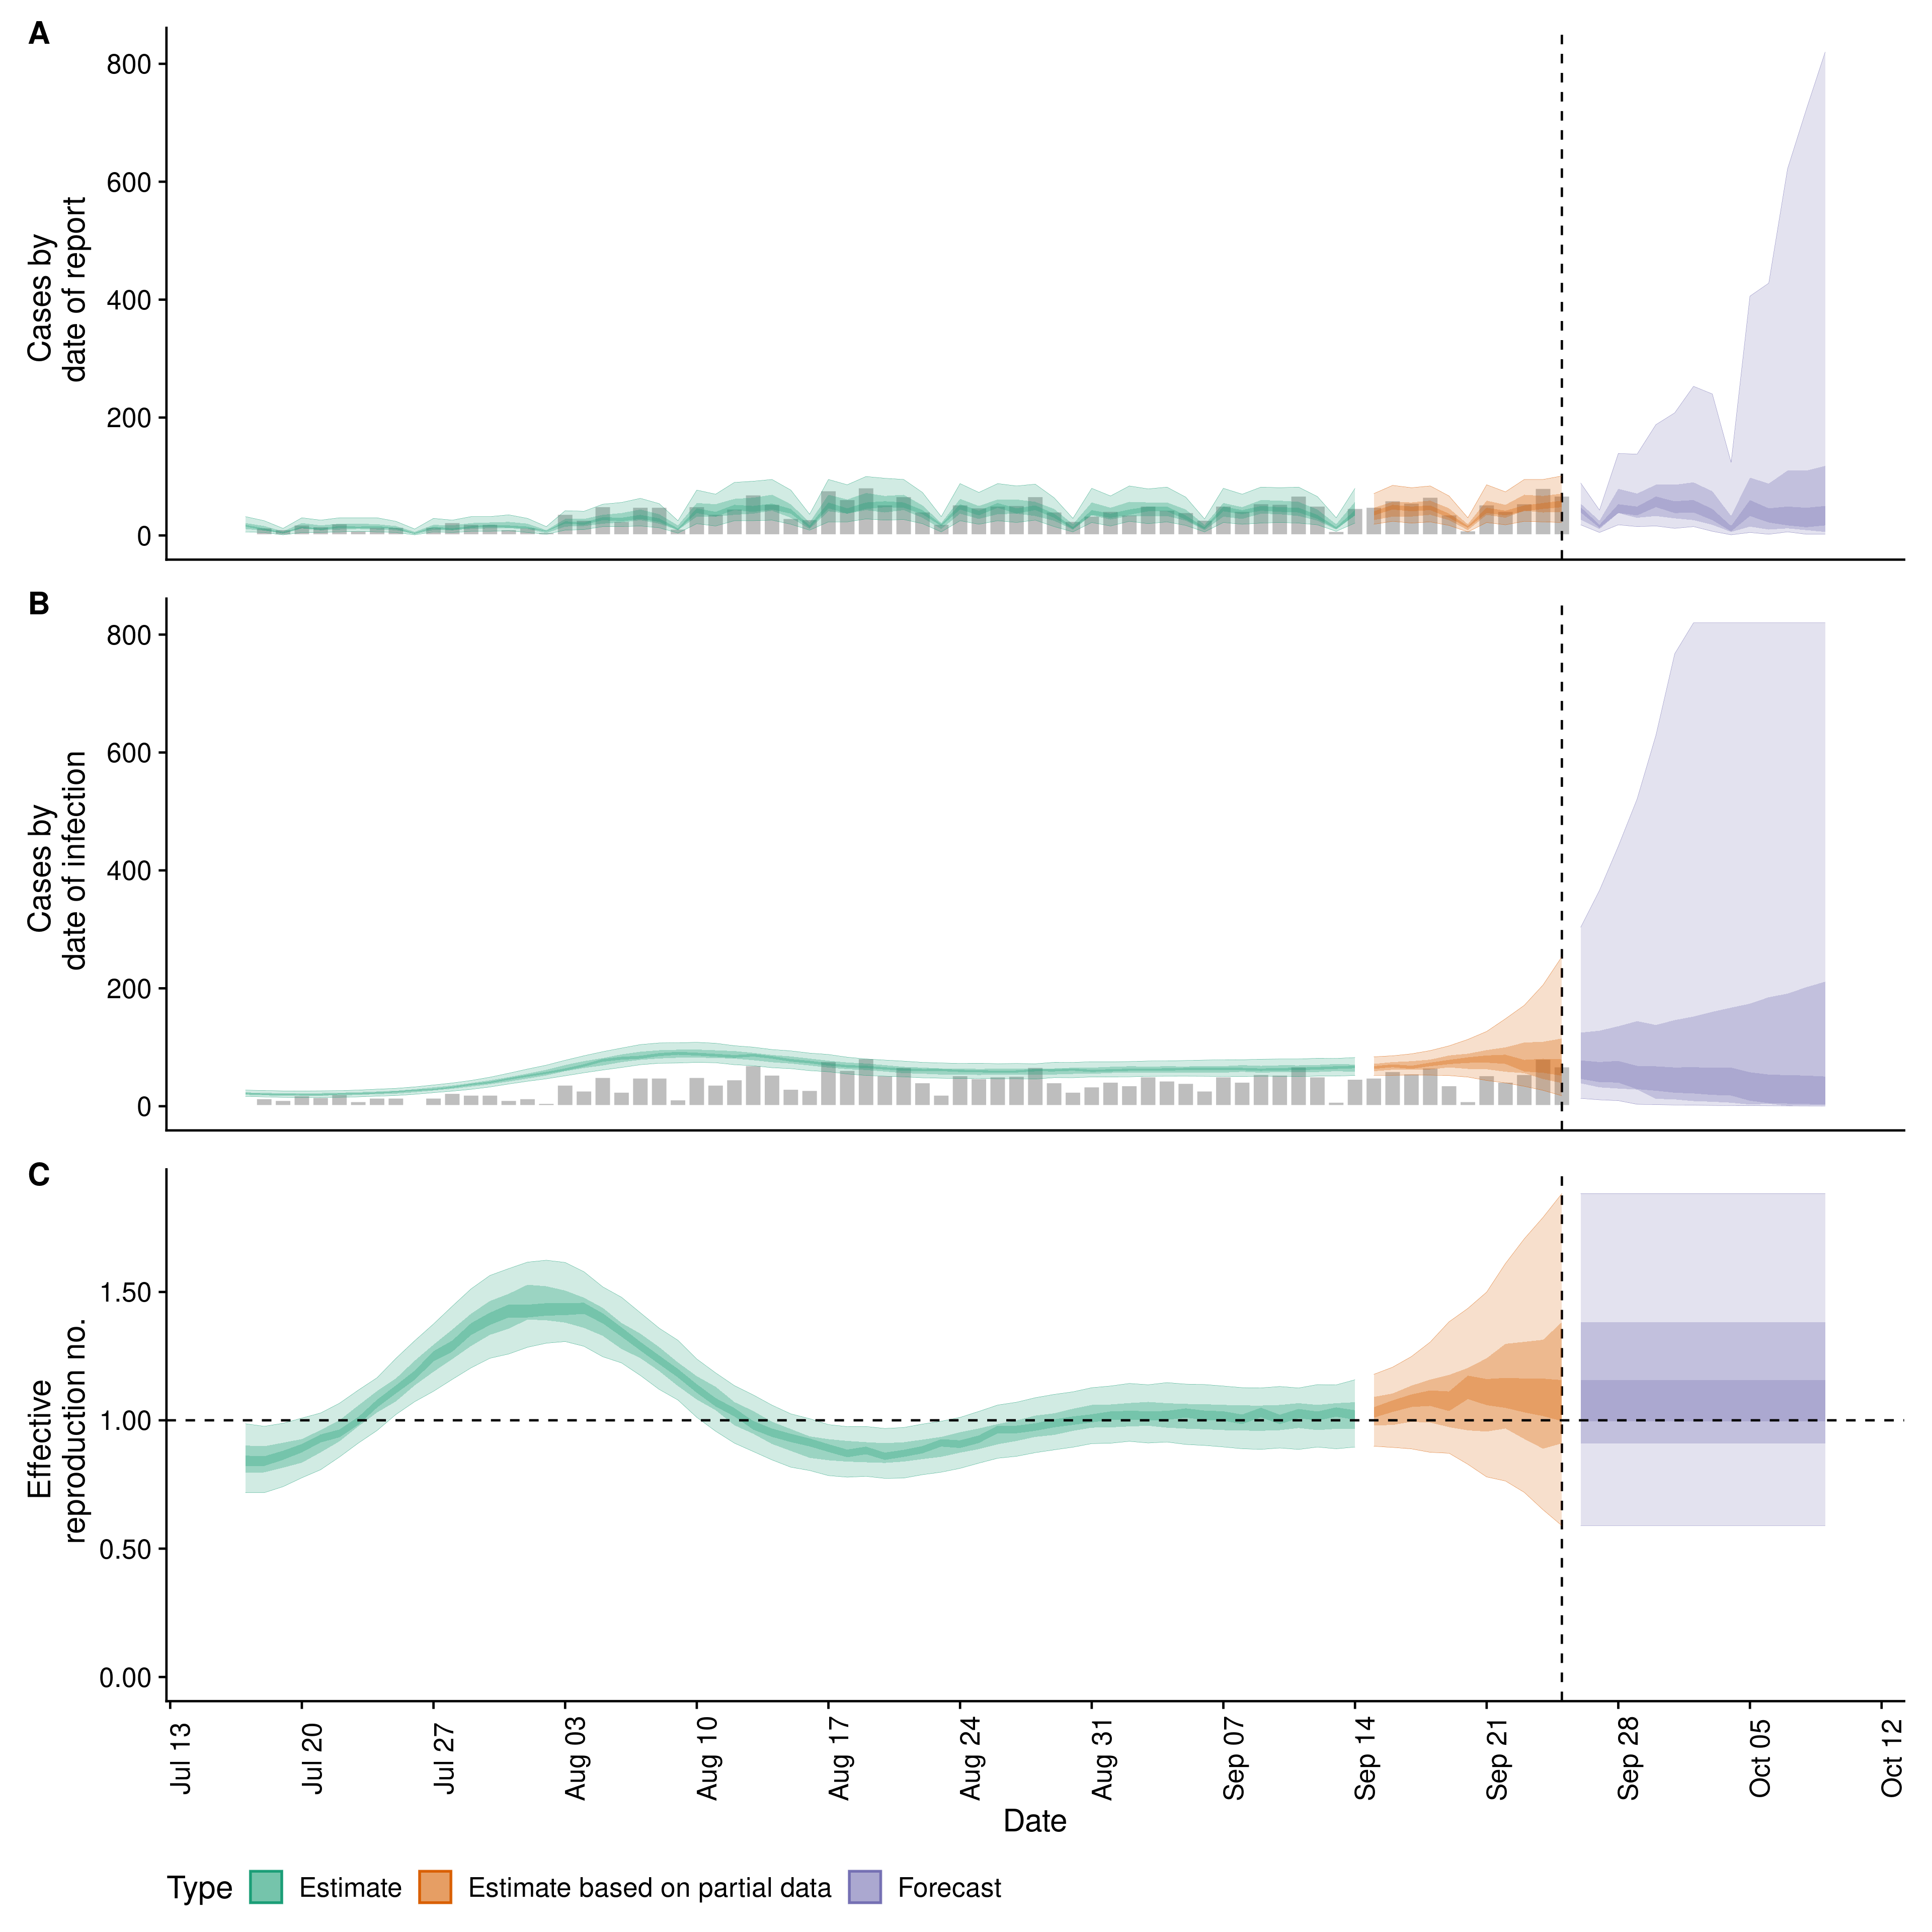 A
800
600
400
200
0
Cases by
date of report
B
800
600
400
200
0
Cases by
date of infection
C
1.50
1.00
0.50
0.00
Effective
reproduction no.
Jul 13
Jul 20
Jul 27
Aug 03
Aug 10
Aug 17
Aug 24
Aug 31
Sep 07
Sep 14
Sep 21
Sep 28
Oct 05
Oct 12
Date
Type Estimate Estimate based on partial data Forecast